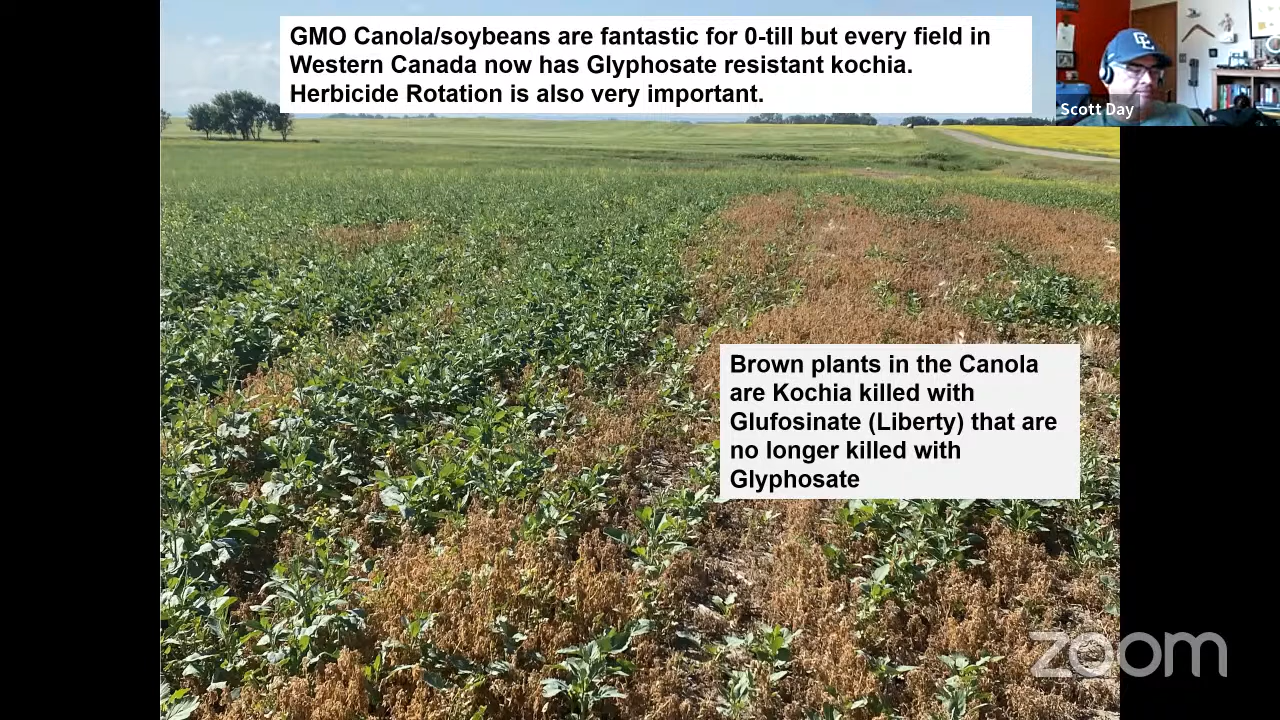 GMO Canola/soybeans are fantastic for 0-till but every field in
Western Canada now has Glyphosate resistant kochia.
Herbicide Rotation is also very important.
Scott Day
Brown plants in the Canola
are Kochia killed with
Glufosinate (Liberty) that are
no longer killed with
Glyphosate
zoom